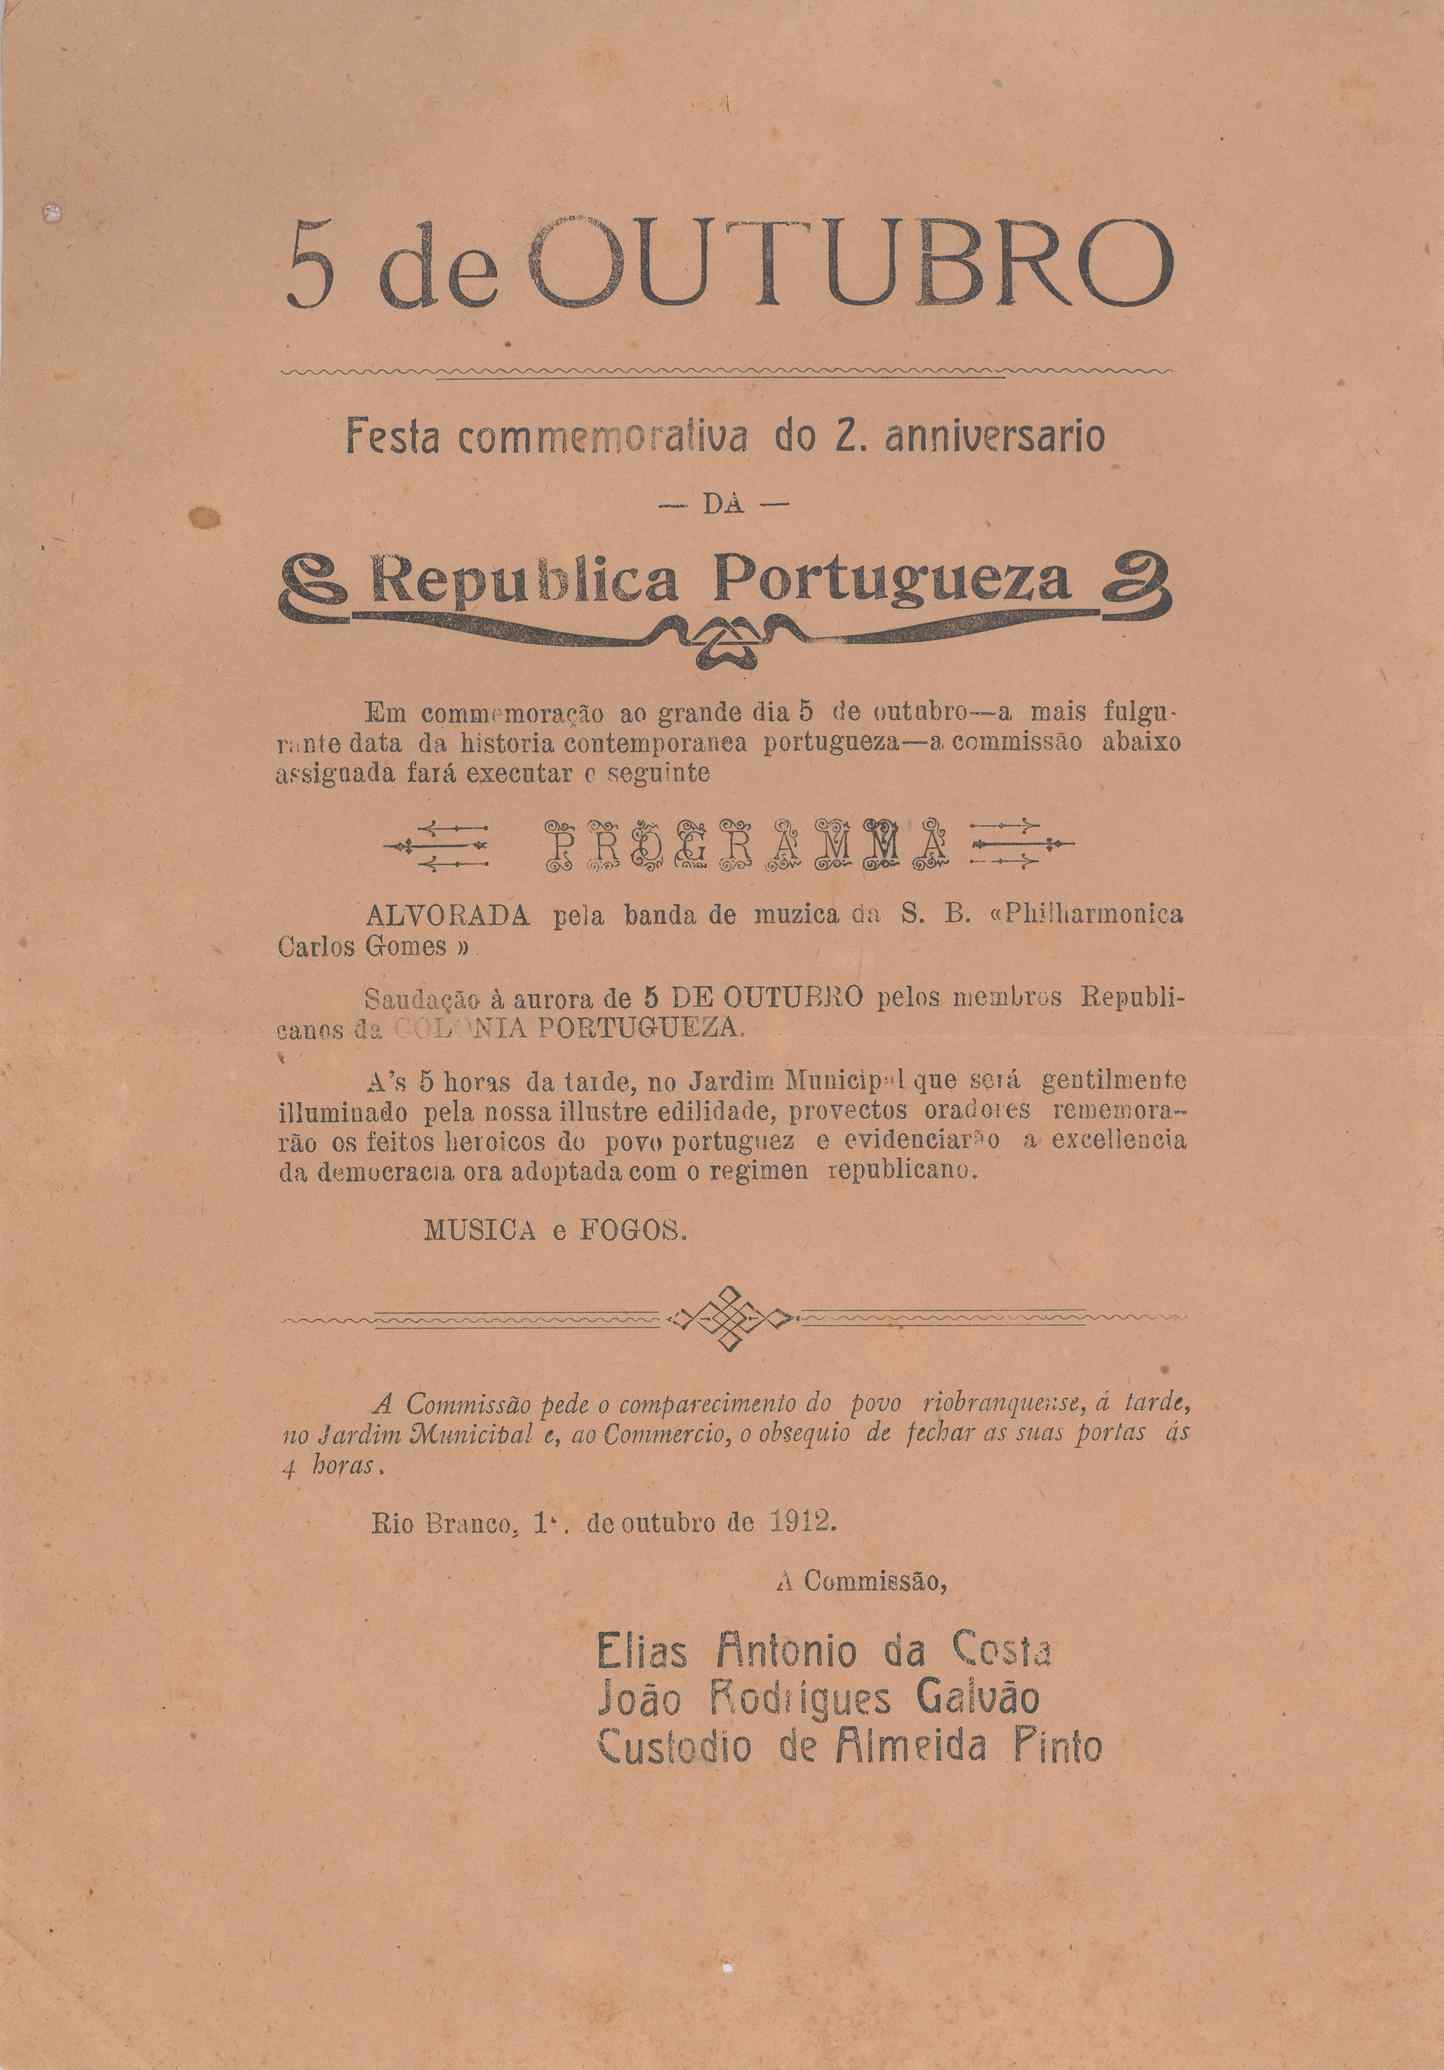 5 de OUTUBRO
Festa commemorativa do 2. anniversario
— DA —
Republica Portugueza
Em commemoração ao grande dia 5 de outubro—a mais fulgu-
rante data da historia contemporanea portugueza—a commissão abaixo
assignada fará executar o seguinte
PROGRAMMA
ALVORADA pela banda de muzica da S. B. «Philharmonica
Carlos Gomes».
Saudação à aurora de 5 DE OUTUBRO pelos membros Republi-
canos da COLONIA PORTUGUEZA.
A's 5 horas da tarde, no Jardim Municipal que será gentilmente
illuminado pela nossa illustre edilidade, provectos oradores rememora-
rão os feitos heroicos do povo portuguez e evidenciarão a excellencia
da democracia ora adoptada com o regimen republicano.
MUSICA e FOGOS.
A Commissão pede o comparecimento do povo riobranquense, á tarde,
no Jardim Municipal e, ao Commercio, o obsequio de fechar as suas portas ás
4 horas.
Rio Branco, 1º. de outubro de 1912.
A Commissão,
Elias Antonio da Costa
João Rodrigues Galvão
Custodio de Almeida Pinto